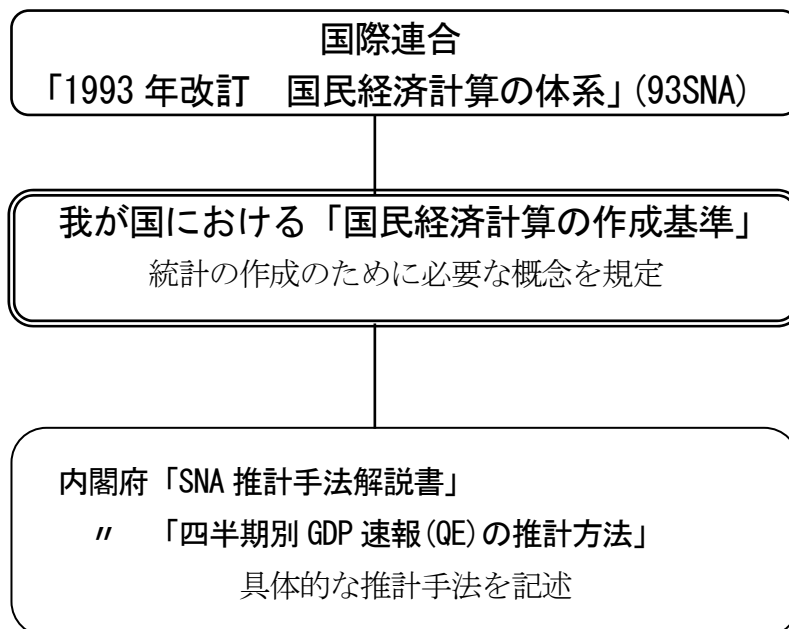 国際連合
「1993 年改訂　国民経済計算の体系」(93SNA)
我が国における「国民経済計算の作成基準」
統計の作成のために必要な概念を規定
内閣府「SNA 推計手法解説書」
〃　「四半期別 GDP 速報(QE)の推計方法」
具体的な推計手法を記述